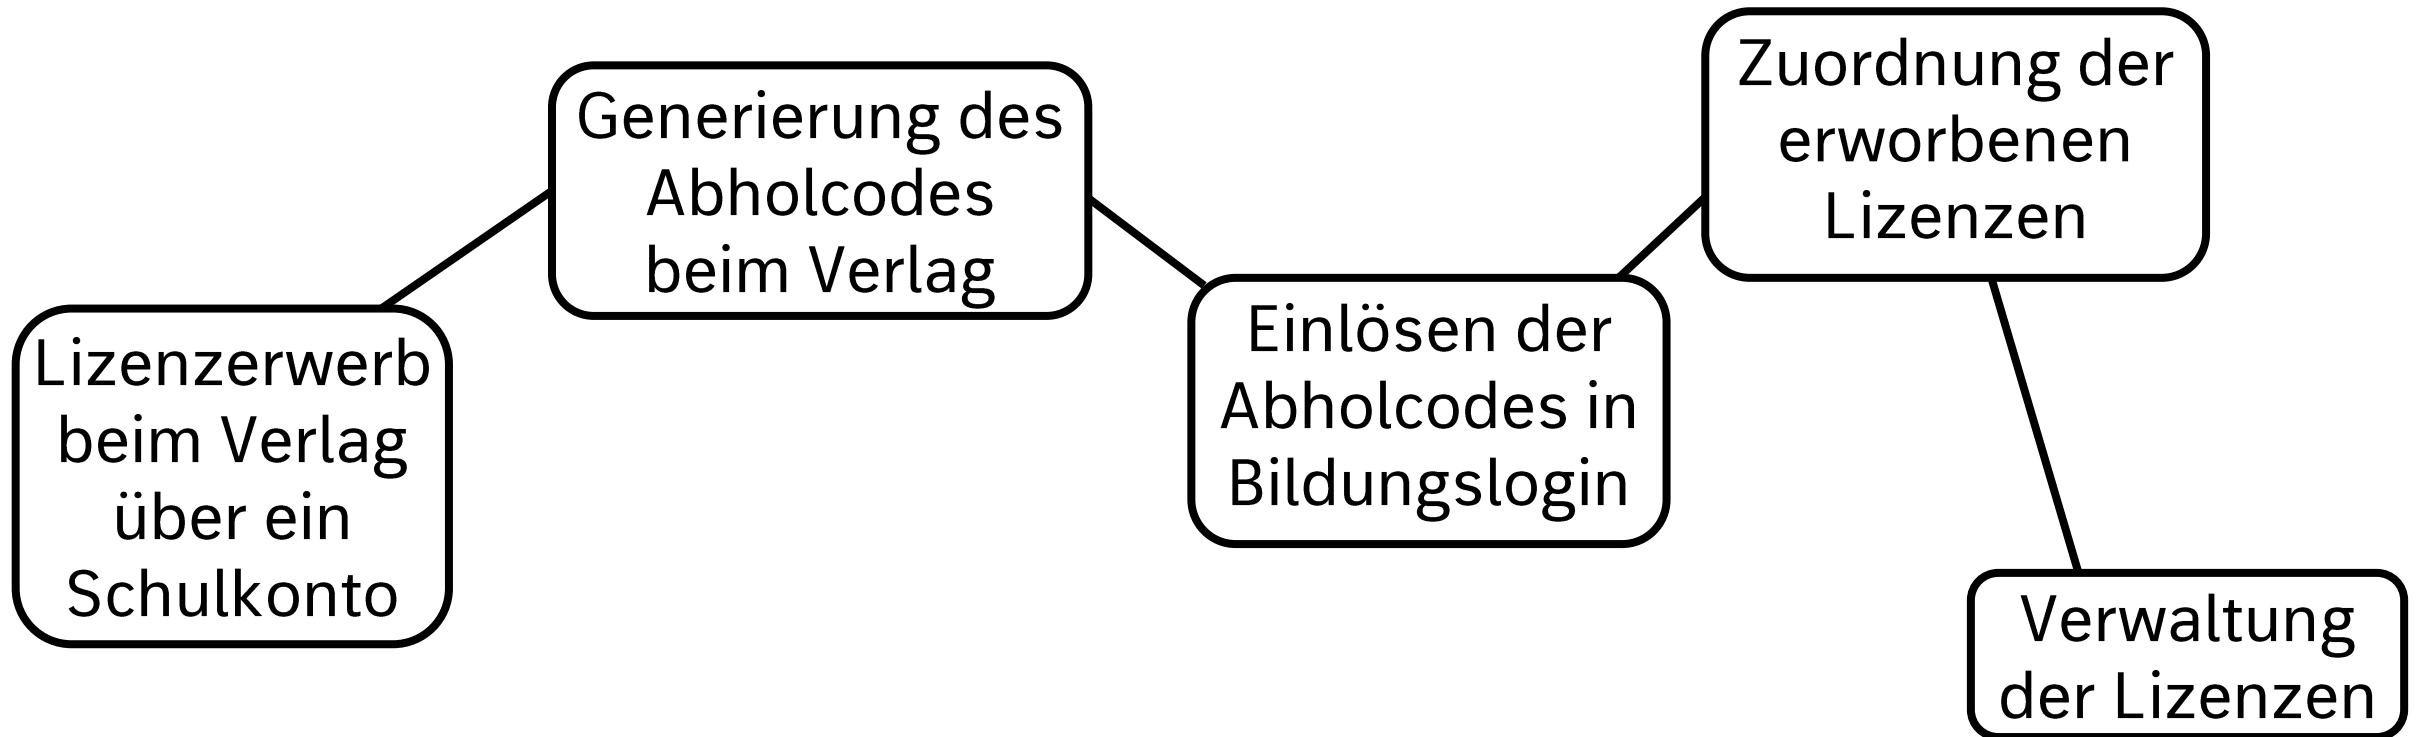 Lizenzerwerb
beim Verlag
über ein
Schulkonto
Generierung des
Abholcodes
beim Verlag
Einlösen der
Abholcodes in
Bildungslogin
Zuordnung der
erworbenen
Lizenzen
Verwaltung
der Lizenzen